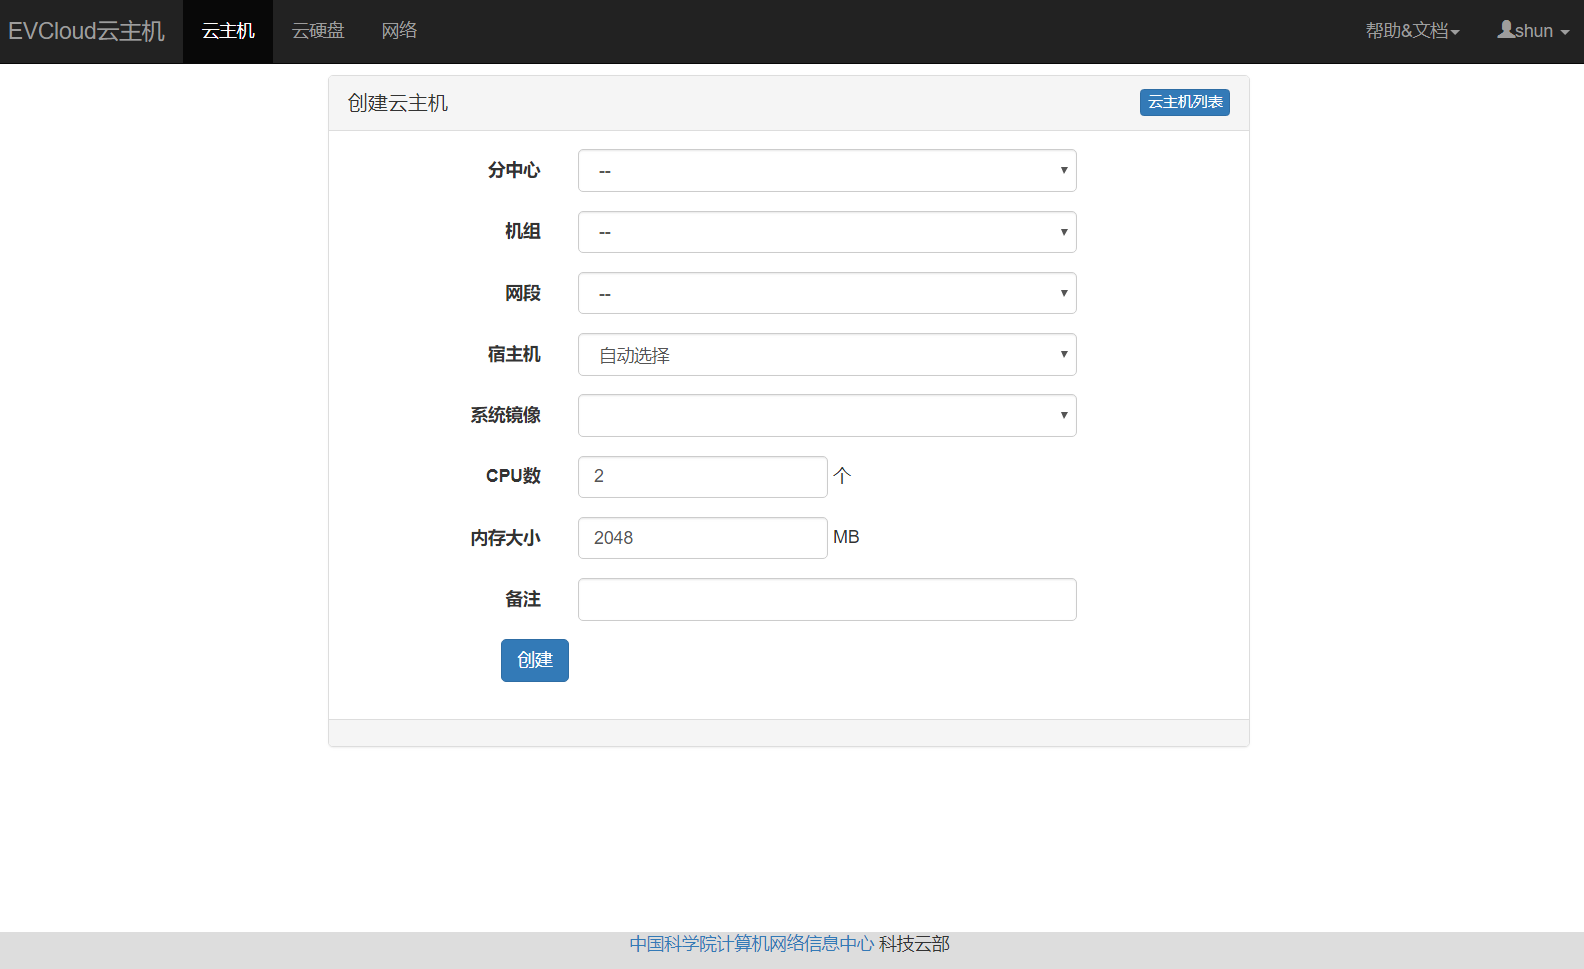 EVCloud云主机 云主机 云硬盘 网络 帮助&文档 shun
创建云主机 云主机列表
分中心 --
机组 --
网段 --
宿主机 自动选择
系统镜像
CPU数 2 个
内存大小 2048 MB
备注
创建
中国科学院计算机网络信息中心 科技云部